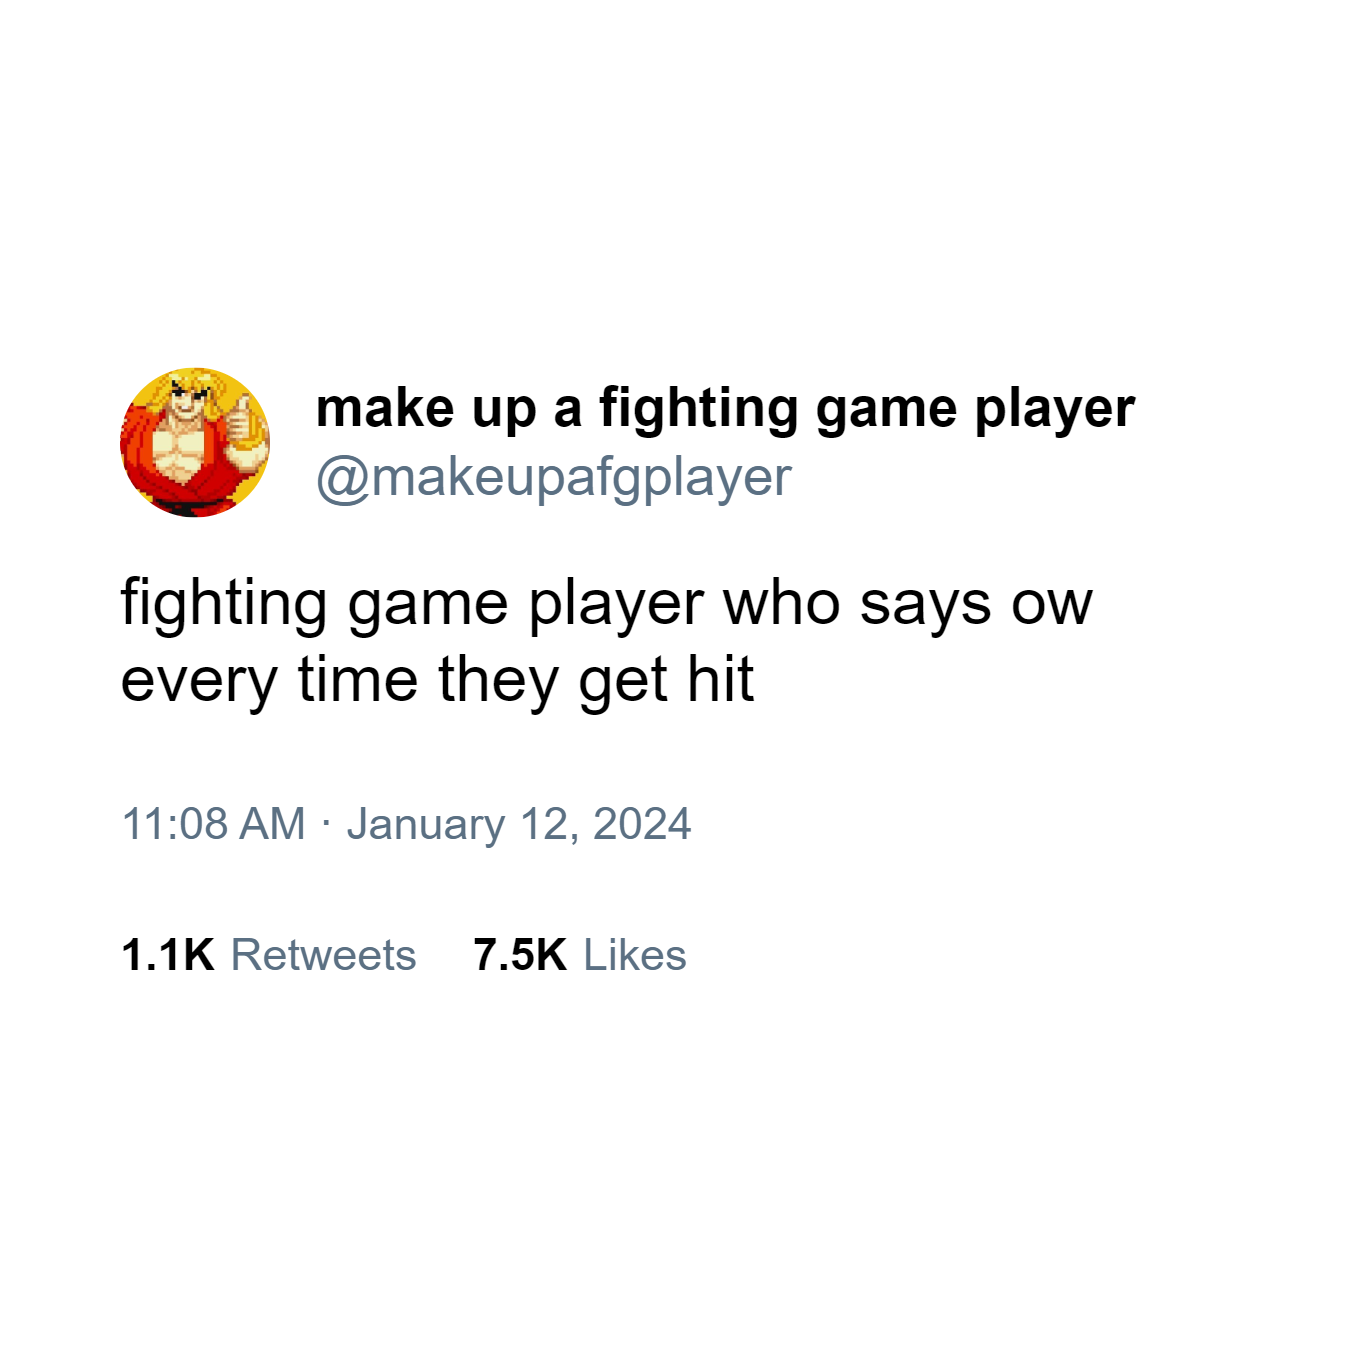 make up a fighting game player
@makeupafgplayer
fighting game player who says ow
every time they get hit
11:08 AM · January 12, 2024
1.1K Retweets 7.5K Likes